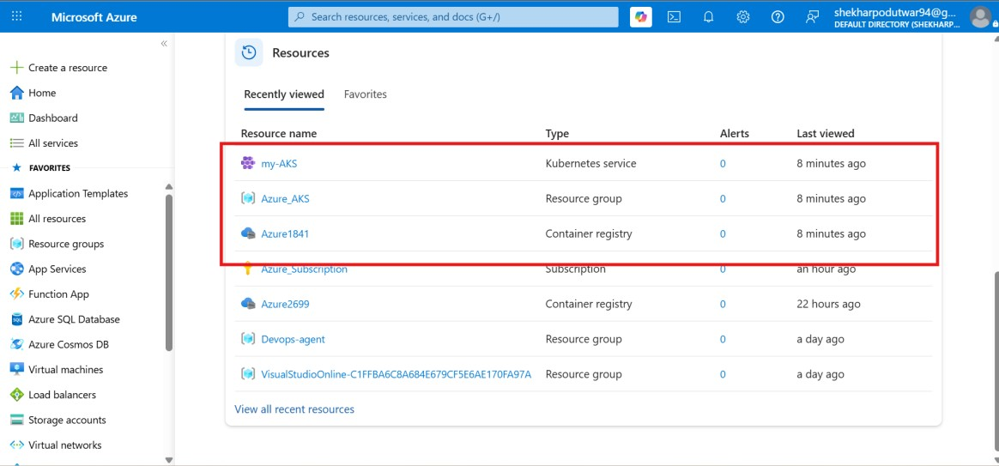 Microsoft Azure
Search resources, services, and docs (G+/)
shekharpodutwar94@g...
DEFAULT DIRECTORY (SHEKHARP...
Create a resource
Home
Dashboard
All services
FAVORITES
Application Templates
All resources
Resource groups
App Services
Function App
Azure SQL Database
Azure Cosmos DB
Virtual machines
Load balancers
Storage accounts
Virtual networks
Resources
Recently viewed Favorites
Resource name Type Alerts Last viewed
my-AKS Kubernetes service 0 8 minutes ago
Azure_AKS Resource group 0 8 minutes ago
Azure1841 Container registry 0 8 minutes ago
Azure_Subscription Subscription 0 an hour ago
Azure2699 Container registry 0 22 hours ago
Devops-agent Resource group 0 a day ago
VisualStudioOnline-C1FFBA6C8A684E679CF5E6AE170FA97A Resource group 0 a day ago
View all recent resources